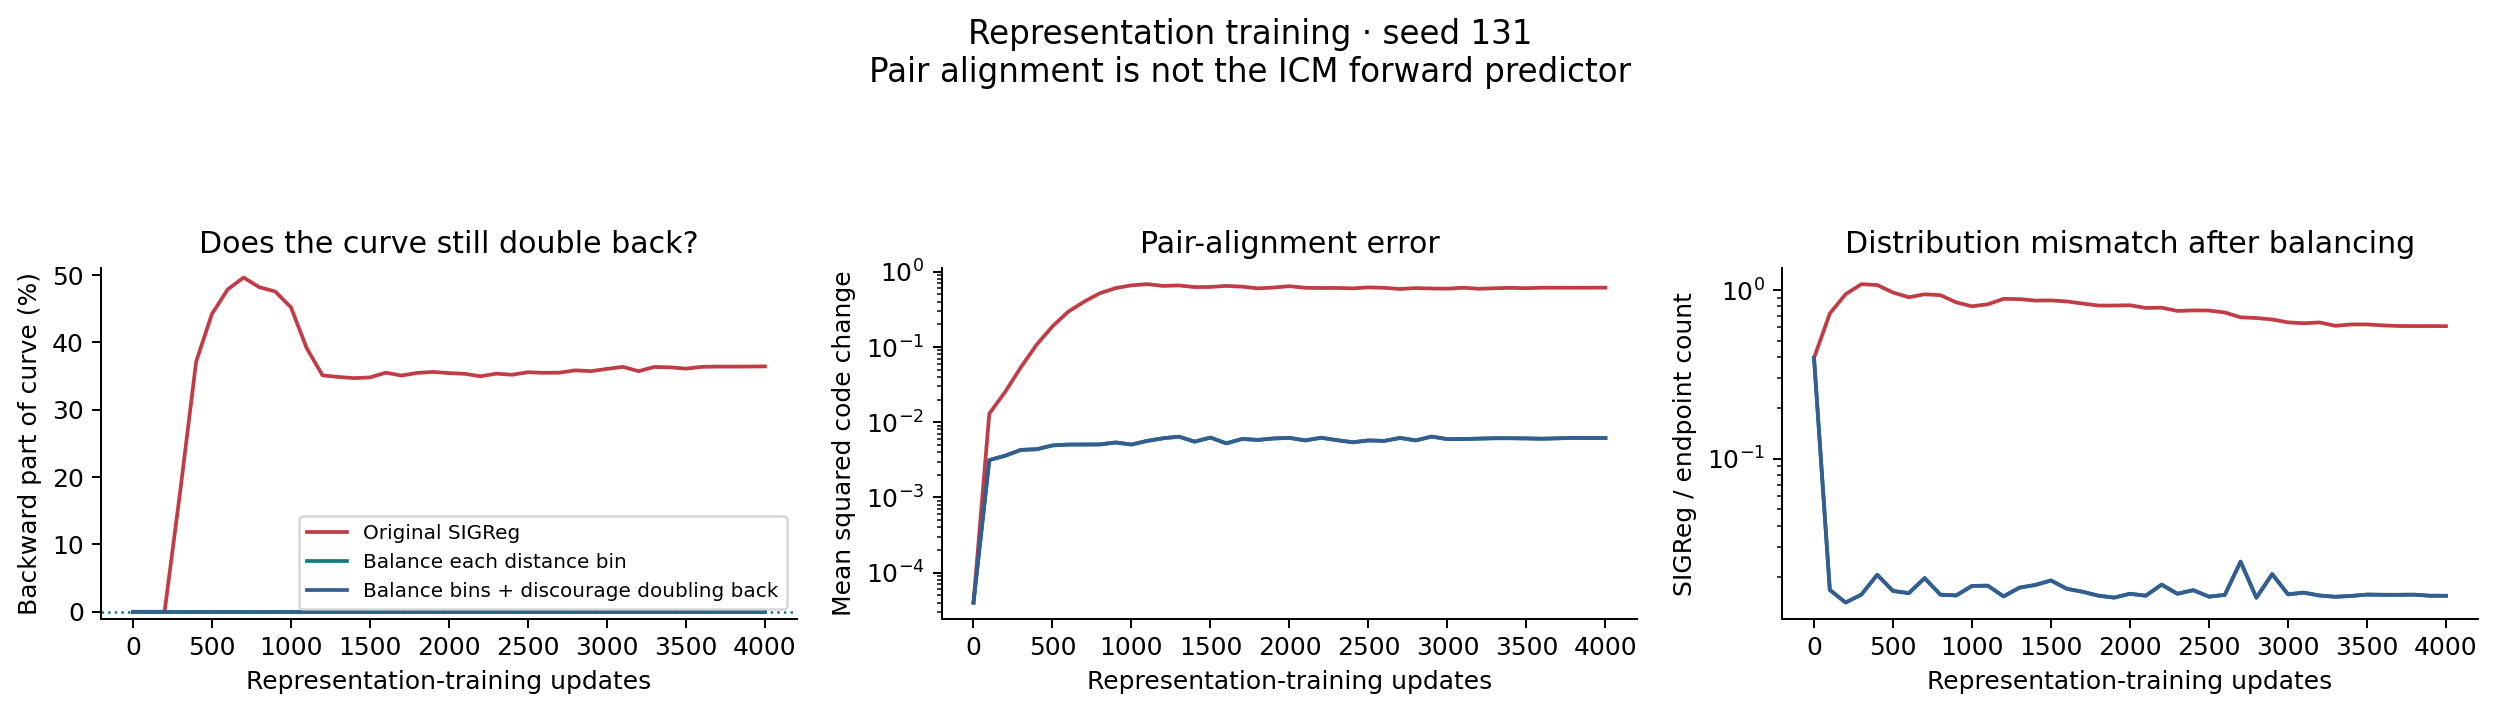 Representation training · seed 131
Pair alignment is not the ICM forward predictor
Does the curve still double back?
Backward part of curve (%)
50
40
30
20
10
0
Original SIGReg
Balance each distance bin
Balance bins + discourage doubling back
0 500 1000 1500 2000 2500 3000 3500 4000
Representation-training updates
Pair-alignment error
Mean squared code change
10⁰
10⁻¹
10⁻²
10⁻³
10⁻⁴
0 500 1000 1500 2000 2500 3000 3500 4000
Representation-training updates
Distribution mismatch after balancing
SIGReg / endpoint count
10⁰
10⁻¹
0 500 1000 1500 2000 2500 3000 3500 4000
Representation-training updates